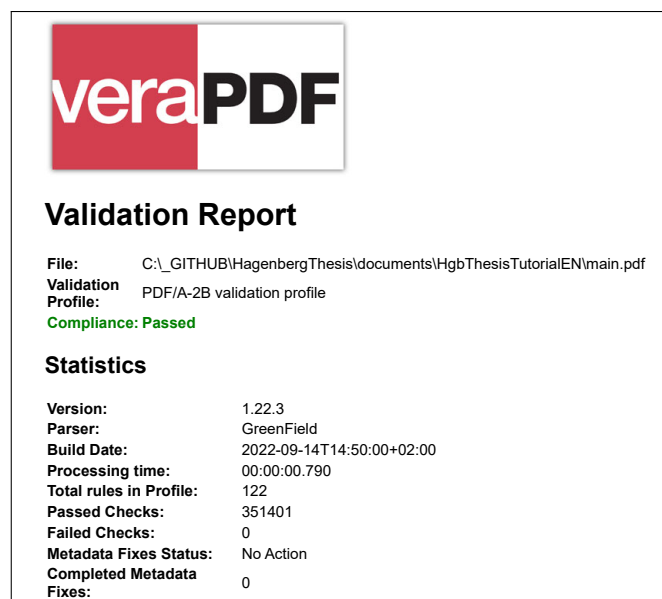 veraPDF
Validation Report
File: C:\_GITHUB\HagenbergThesis\documents\HgbThesisTutorialEN\main.pdf
Validation
Profile: PDF/A-2B validation profile
Compliance: Passed
Statistics
Version: 1.22.3
Parser: GreenField
Build Date: 2022-09-14T14:50:00+02:00
Processing time: 00:00:00.790
Total rules in Profile: 122
Passed Checks: 351401
Failed Checks: 0
Metadata Fixes Status: No Action
Completed Metadata
Fixes: 0